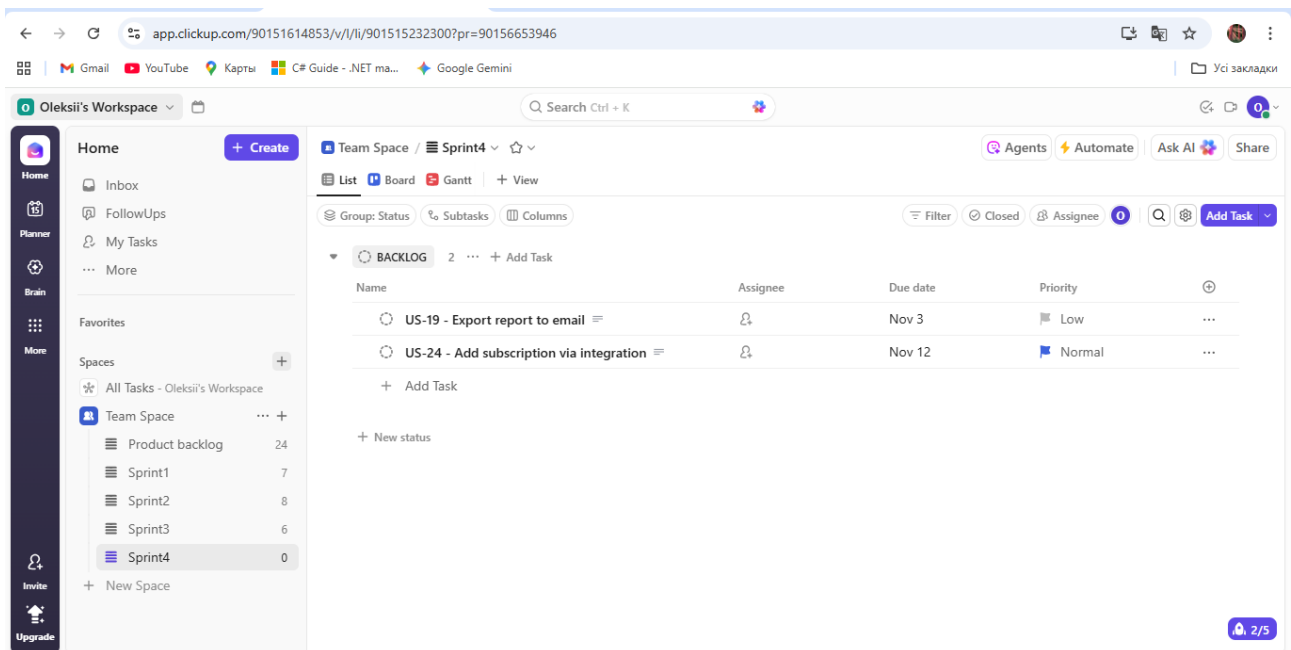 app.clickup.com/90151614853/v/l/li/901515232300?pr=90156653946
Gmail YouTube Карты C# Guide - .NET ma... Google Gemini Усі закладки
O Oleksii's Workspace Search Ctrl + K O
Home
Planner
15
Brain
More
Invite
Upgrade
Home + Create
Inbox
FollowUps
My Tasks
More
Favorites
Spaces
All Tasks - Oleksii's Workspace
Team Space
Product backlog 24
Sprint1 7
Sprint2 8
Sprint3 6
Sprint4 0
+ New Space
Team Space / Sprint4 Agents Automate Ask AI Share
List Board Gantt + View
Group: Status Subtasks Columns Filter Closed Assignee O Add Task
BACKLOG 2 ... + Add Task
Name Assignee Due date Priority
US-19 - Export report to email Nov 3 Low ...
US-24 - Add subscription via integration Nov 12 Normal ...
+ Add Task
+ New status
2/5